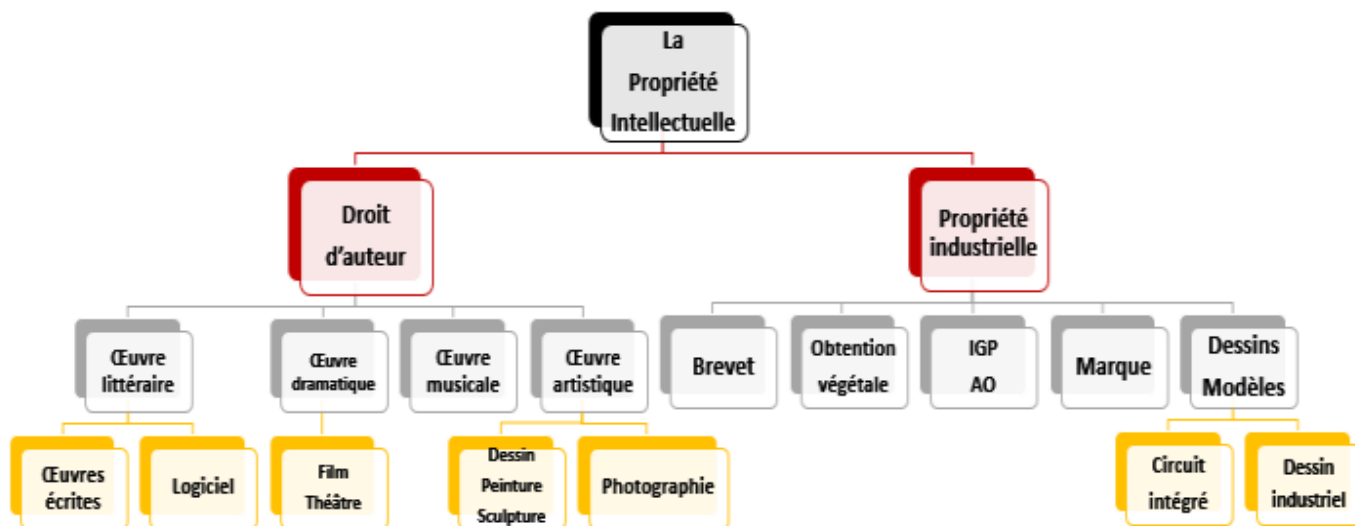 La
Propriété
Intellectuelle
Droit
d'auteur
Propriété
industrielle
Œuvre
littéraire
Œuvre
dramatique
Œuvre
musicale
Œuvre
artistique
Brevet
Obtention
végétale
IGP
AO
Marque
Dessins
Modèles
Œuvres
écrites
Logiciel
Film
Théâtre
Dessin
Peinture
Sculpture
Photographie
Circuit
intégré
Dessin
industriel